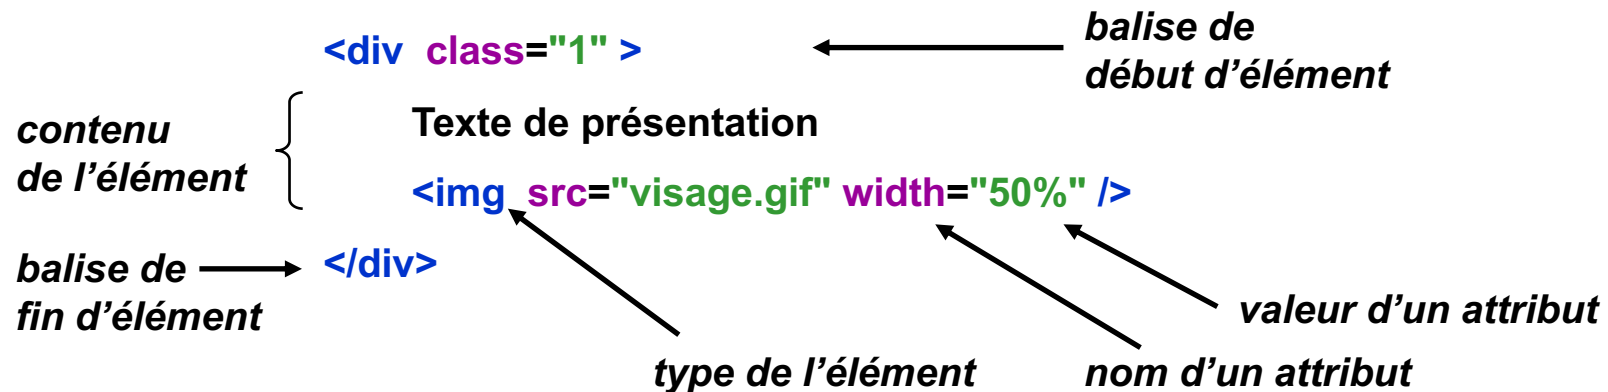 <div class="1" >
balise de
début d’élément
contenu
de l’élément
Texte de présentation
<img src="visage.gif" width="50%" />
balise de
fin d’élément
</div>
valeur d’un attribut
type de l’élément
nom d’un attribut